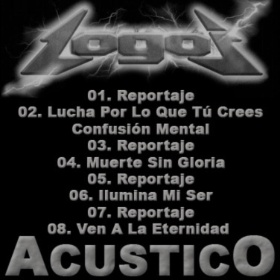 LOGOS
01. Reportaje
02. Lucha Por Lo Que Tú Crees
Confusión Mental
03. Reportaje
04. Muerte Sin Gloria
05. Reportaje
06. Ilumina Mi Ser
07. Reportaje
08. Ven A La Eternidad
ACUSTICO